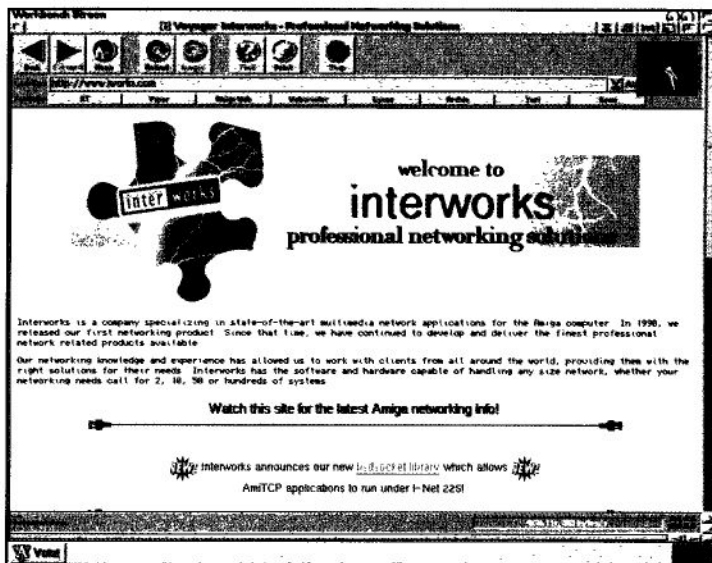 Workbench Screen
Voyager Interworks - Professional Networking Solutions
http://www.iworks.com
inter works
welcome to
interworks
professional networking solutions
Interworks is a company specializing in state-of-the-art multimedia network applications for the Amiga computer In 1990, we
released our first networking product Since that time, we have continued to develop and deliver the finest professional
network related products available
Our networking knowledge and experience has allowed us to work with clients from all around the world, providing them with the
right solutions for their needs Interworks has the software and hardware capable of handling any size network, whether your
networking needs call for 2, 10, 50 or hundreds of systems
Watch this site for the latest Amiga networking info!
NEW! Interworks announces our new library which allows NEW!
AmiTCP applications to run under I-Net 225!